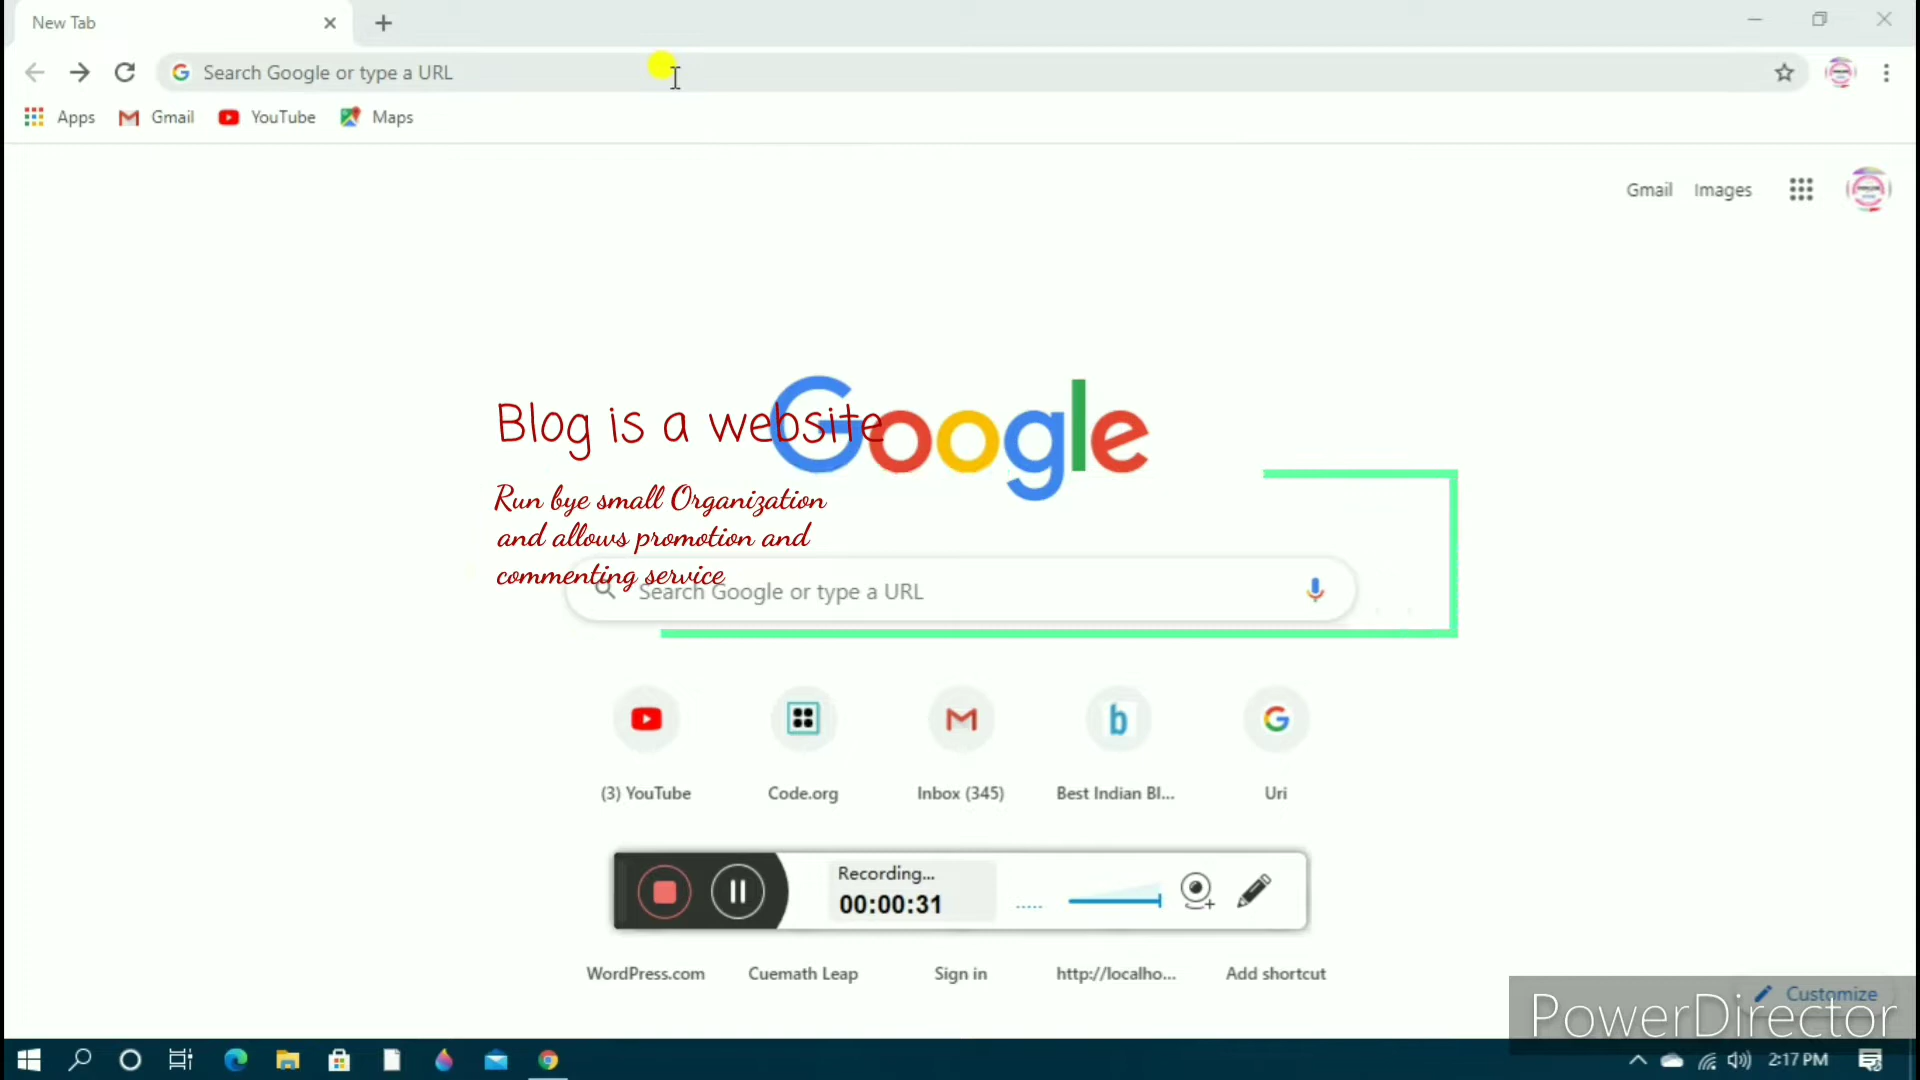 New Tab
Search Google or type a URL
Apps Gmail YouTube Maps
Gmail Images
Google
Blog is a website
Run bye small Organization
and allows promotion and
commenting service
Search Google or type a URL
(3) YouTube Code.org Inbox (345) Best Indian Bl... Uri
Recording...
00:00:31
WordPress.com Cuemath Leap Sign in http://localho... Add shortcut
Customize
PowerDirector
2:17 PM